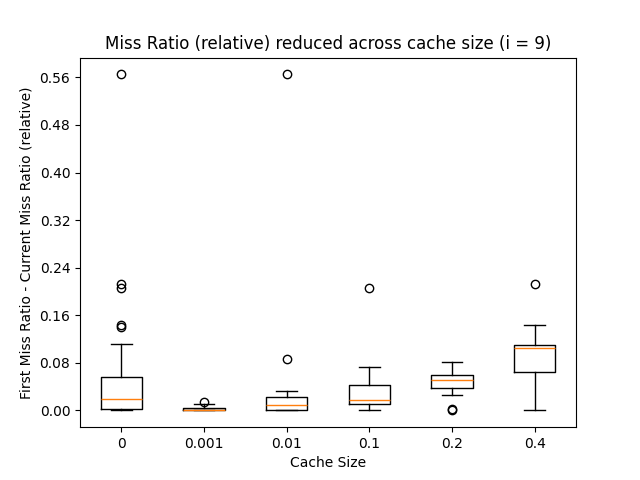 Miss Ratio (relative) reduced across cache size (i = 9)
First Miss Ratio - Current Miss Ratio (relative)
0.56
0.48
0.40
0.32
0.24
0.16
0.08
0.00
0 0.001 0.01 0.1 0.2 0.4
Cache Size